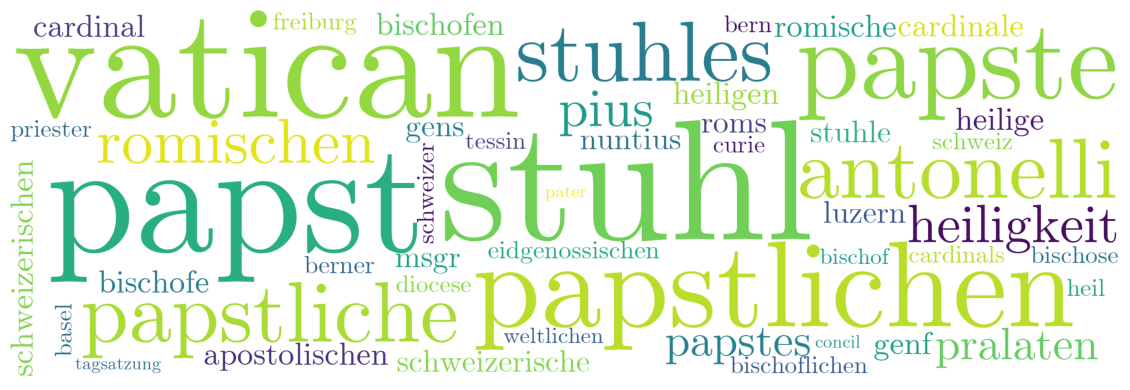 cardinal
freiburg
bischofen
bern
romische
cardinale
vatican
stuhles
papste
pius
heiligen
priester
romischen
gens
tessin
nuntius
roms
curie
stuhle
heilige
schweiz
schweizerischen
papst
schweizer
stuhl
pater
antonelli
luzern
heiligkeit
bischofe
berner
msgr
eidgenossischen
bischof
cardinals
bischose
basel
papstliche
diocese
papstlichen
heil
tagsatzung
apostolischen
schweizerische
weltlichen
papstes
concil
bischoflichen
genf
pralaten